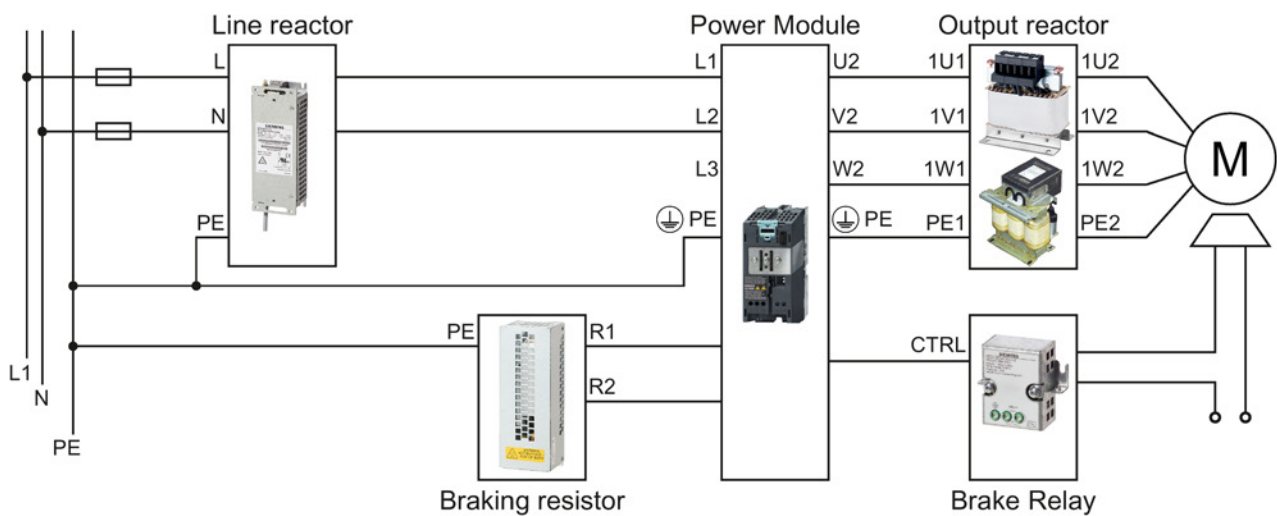 Line reactor
Power Module
Output reactor
L
L1
U2
1U1
1U2
N
L2
V2
1V1
1V2
M
L3
W2
1W1
1W2
PE
PE
PE
PE1
PE2
PE
R1
CTRL
L1
R2
N
PE
Braking resistor
Brake Relay
SIEMENS